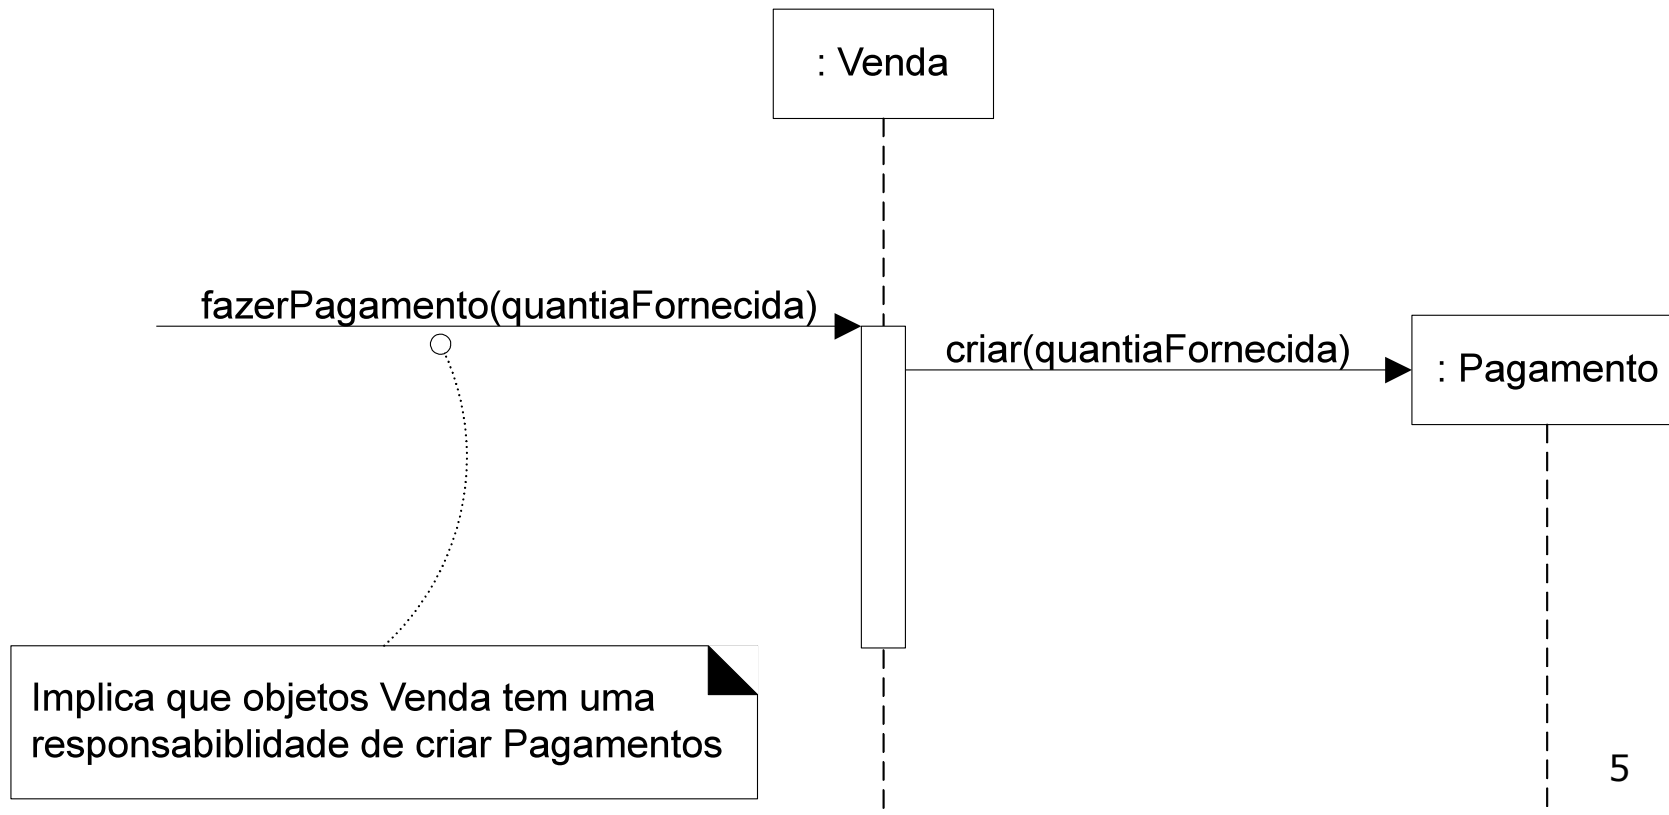 : Venda
fazerPagamento(quantiaFornecida)
criar(quantiaFornecida)
: Pagamento
Implica que objetos Venda tem uma
responsabiblidade de criar Pagamentos
5